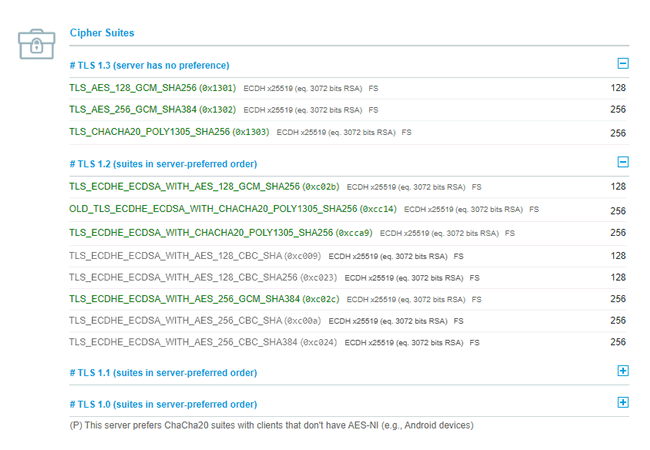 Cipher Suites
# TLS 1.3 (server has no preference)
TLS_AES_128_GCM_SHA256 (0x1301) ECDH x25519 (eq. 3072 bits RSA) FS 128
TLS_AES_256_GCM_SHA384 (0x1302) ECDH x25519 (eq. 3072 bits RSA) FS 256
TLS_CHACHA20_POLY1305_SHA256 (0x1303) ECDH x25519 (eq. 3072 bits RSA) FS 256
# TLS 1.2 (suites in server-preferred order)
TLS_ECDHE_ECDSA_WITH_AES_128_GCM_SHA256 (0xc02b) ECDH x25519 (eq. 3072 bits RSA) FS 128
OLD_TLS_ECDHE_ECDSA_WITH_CHACHA20_POLY1305_SHA256 (0xcc14) ECDH x25519 (eq. 3072 bits RSA) FS 256
TLS_ECDHE_ECDSA_WITH_CHACHA20_POLY1305_SHA256 (0xcca9) ECDH x25519 (eq. 3072 bits RSA) FS 256
TLS_ECDHE_ECDSA_WITH_AES_128_CBC_SHA (0xc009) ECDH x25519 (eq. 3072 bits RSA) FS 128
TLS_ECDHE_ECDSA_WITH_AES_128_CBC_SHA256 (0xc023) ECDH x25519 (eq. 3072 bits RSA) FS 128
TLS_ECDHE_ECDSA_WITH_AES_256_GCM_SHA384 (0xc02c) ECDH x25519 (eq. 3072 bits RSA) FS 256
TLS_ECDHE_ECDSA_WITH_AES_256_CBC_SHA (0xc00a) ECDH x25519 (eq. 3072 bits RSA) FS 256
TLS_ECDHE_ECDSA_WITH_AES_256_CBC_SHA384 (0xc024) ECDH x25519 (eq. 3072 bits RSA) FS 256
# TLS 1.1 (suites in server-preferred order)
# TLS 1.0 (suites in server-preferred order)
(P) This server prefers ChaCha20 suites with clients that don't have AES-NI (e.g., Android devices)